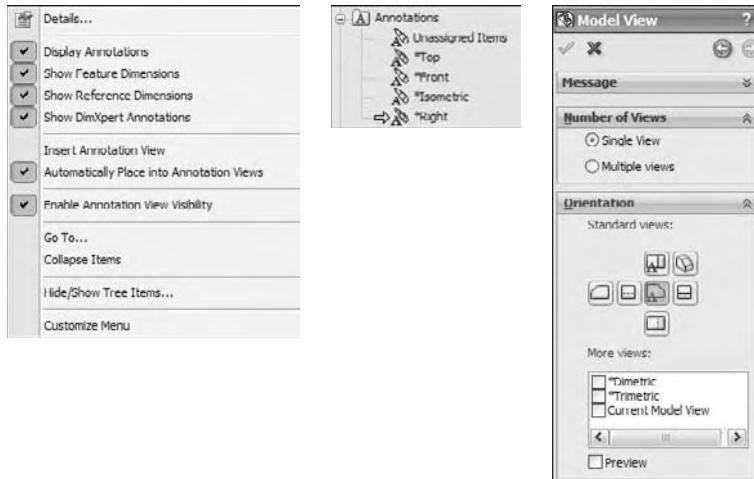 Details...
Display Annotations
Show Feature Dimensions
Show Reference Dimensions
Show DimXpert Annotations
Insert Annotation View
Automatically Place into Annotation Views
Enable Annotation View Visibility
Go To...
Collapse Items
Hide/Show Tree Items...
Customize Menu
Annotations
Unassigned Items
*Top
*Front
*Isometric
*Right
Model View ?
Message
Number of Views
Single View
Multiple views
Orientation
Standard views:
More views:
*Dimetric
*Trimetric
Current Model View
Preview